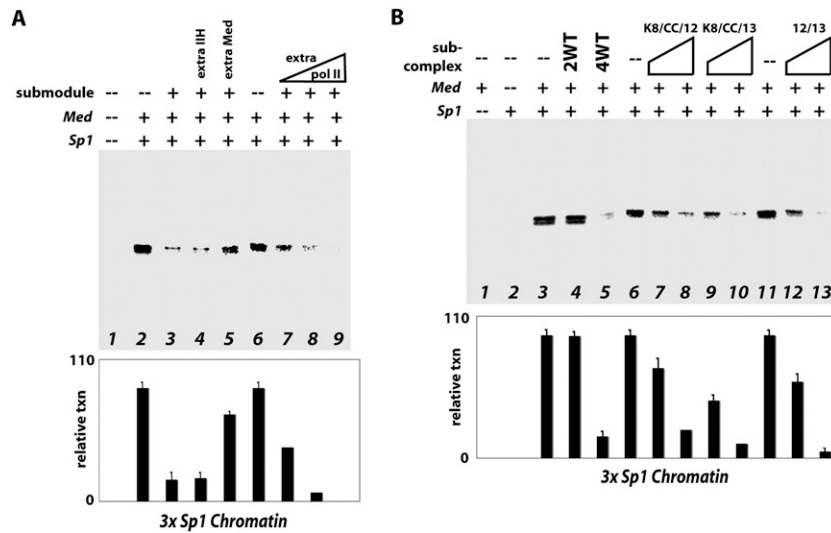 A
extra IIH
extra Med
extra
pol II
submodule -- -- + + + -- + + +
Med -- + + + + + + + +
Sp1 -- + + + + + + + +
1 2 3 4 5 6 7 8 9
110
relative txn
0
3x Sp1 Chromatin
B
K8/CC/12 K8/CC/13 12/13
sub-
complex -- -- -- 2WT 4WT -- --
Med + -- + + + + + + + + + + +
Sp1 -- + + + + + + + + + + + +
1 2 3 4 5 6 7 8 9 10 11 12 13
110
relative txn
0
3x Sp1 Chromatin